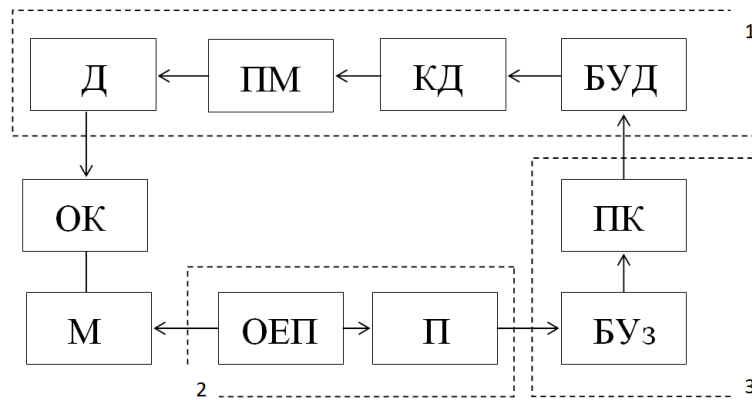 1
Д ПМ КД БУД
ОК ПК
М ОЕП П БУз
2
3